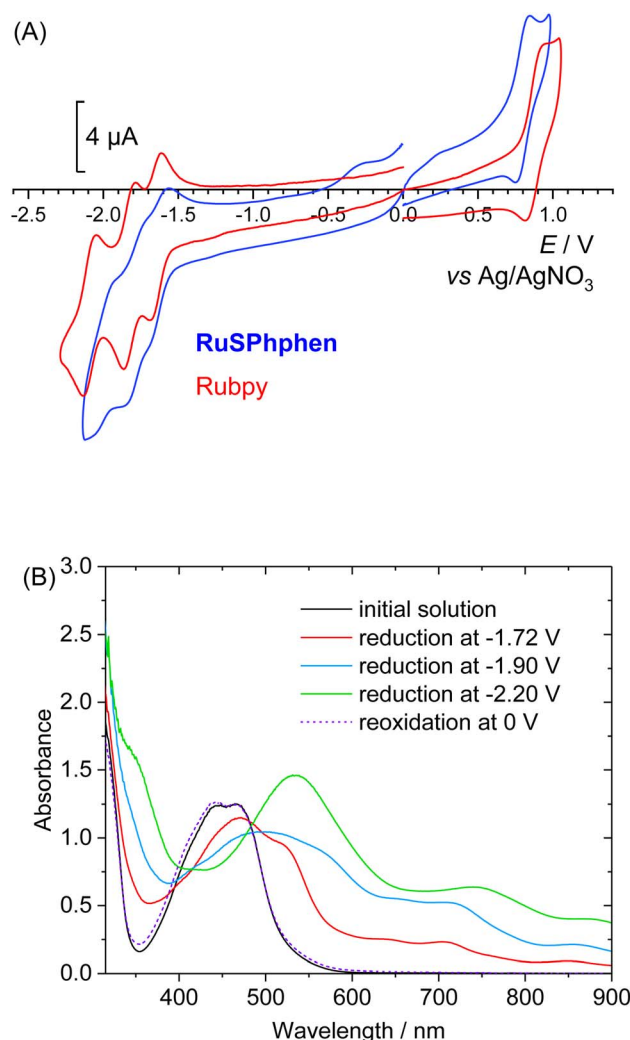 (A)
4 µA
-2.5 -2.0 -1.5 -1.0 -0.5 0.0 0.5 1.0
E / V
vs Ag/AgNO₃
RuSPhphen
Rubpy
(B)
3.0
2.5
2.0
1.5
1.0
0.5
0.0
Absorbance
initial solution
reduction at -1.72 V
reduction at -1.90 V
reduction at -2.20 V
reoxidation at 0 V
400 500 600 700 800 900
Wavelength / nm